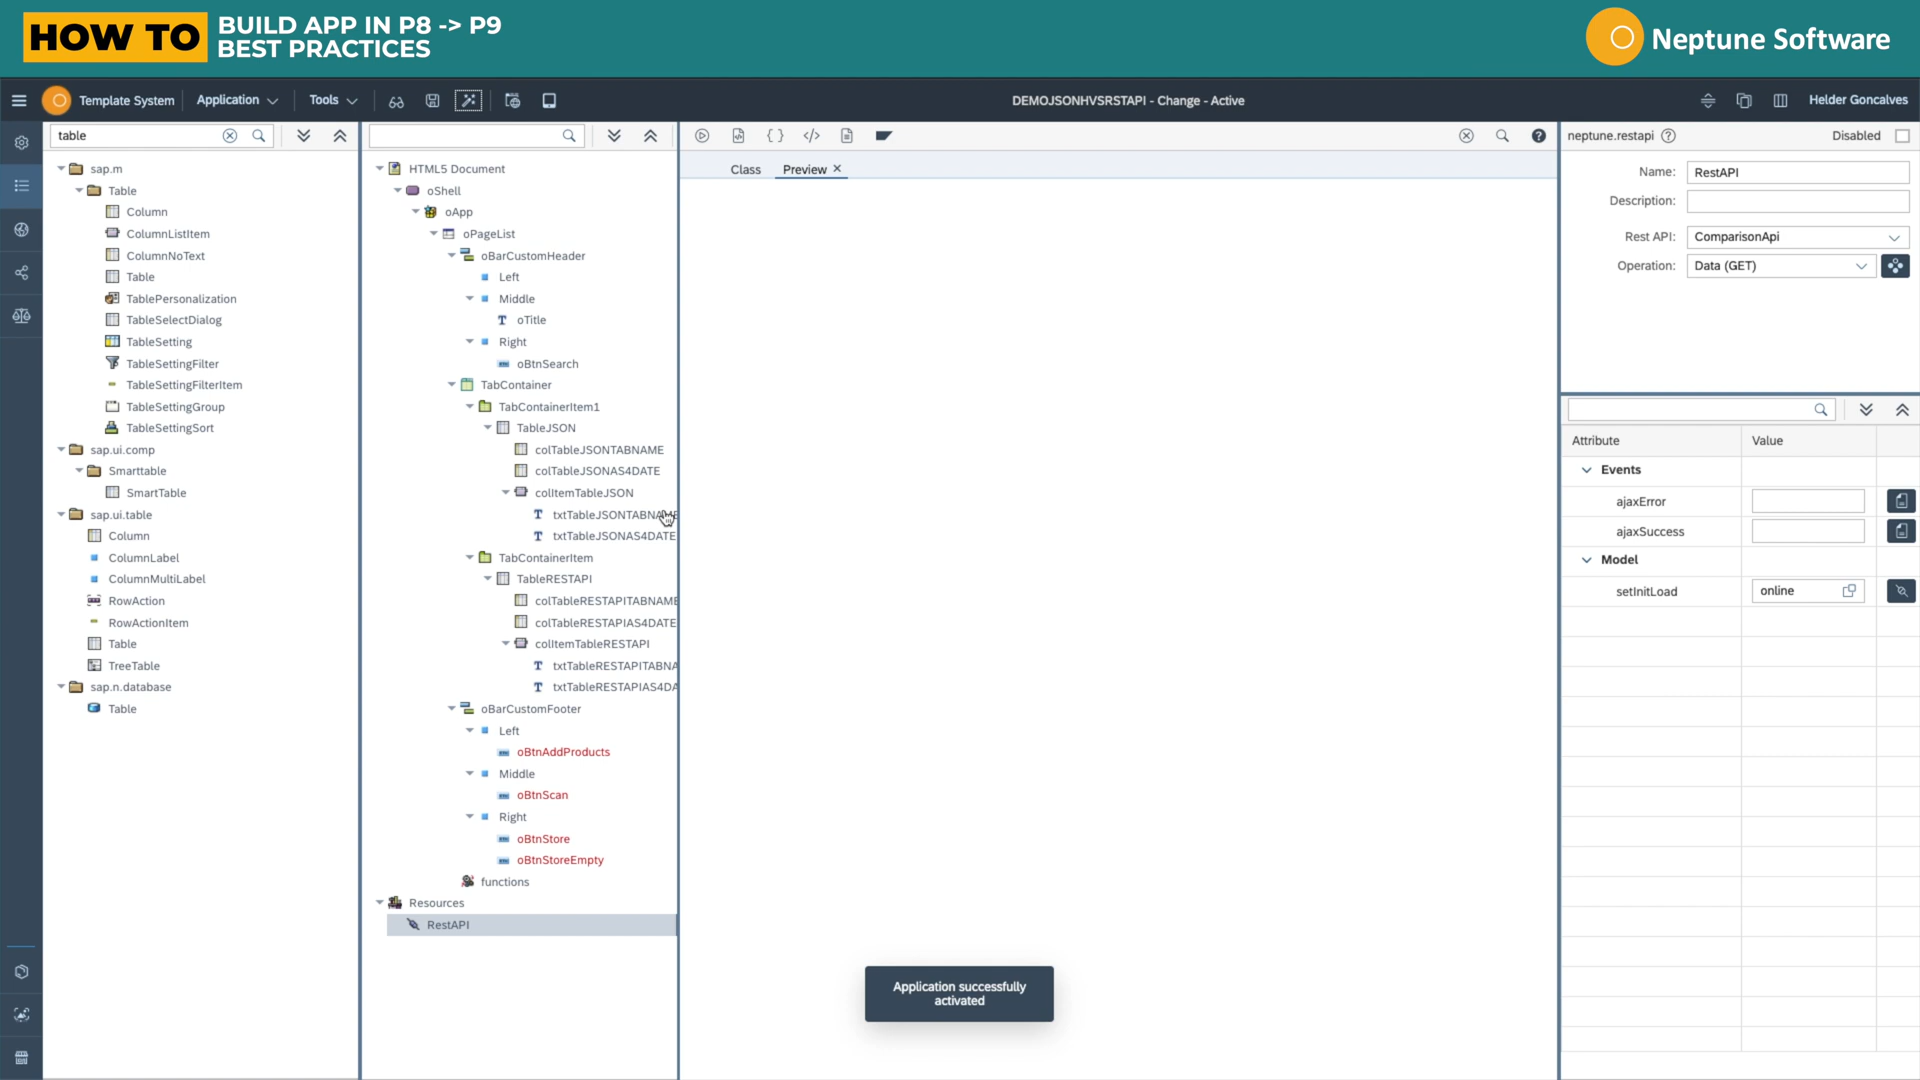 HOW TO
BUILD APP IN P8 -> P9
BEST PRACTICES
Neptune Software
Template System
Application
Tools
DEMOJSONHVSRSTAPI - Change - Active
Helder Goncalves
table
sap.m
Table
Column
ColumnListItem
ColumnNoText
Table
TablePersonalization
TableSelectDialog
TableSetting
TableSettingFilter
TableSettingFilterItem
TableSettingGroup
TableSettingSort
sap.ui.comp
Smarttable
SmartTable
sap.ui.table
Column
ColumnLabel
ColumnMultiLabel
RowAction
RowActionItem
Table
TreeTable
sap.n.database
Table
HTML5 Document
oShell
oApp
oPageList
oBarCustomHeader
Left
Middle
oTitle
Right
oBtnSearch
TabContainer
TabContainerItem1
TableJSON
colTableJSONTABNAME
colTableJSONAS4DATE
colItemTableJSON
txtTableJSONTABNAME
txtTableJSONAS4DATE
TabContainerItem
TableRESTAPI
colTableRESTAPITABNAME
colTableRESTAPIAS4DATE
colItemTableRESTAPI
txtTableRESTAPITABNA
txtTableRESTAPIAS4DA
oBarCustomFooter
Left
oBtnAddProducts
Middle
oBtnScan
Right
oBtnStore
oBtnStoreEmpty
functions
Resources
RestAPI
Class
Preview
Application successfully
activated
neptune.restapi
Disabled
Name: RestAPI
Description:
Rest API: ComparisonApi
Operation: Data (GET)
Attribute Value
Events
ajaxError
ajaxSuccess
Model
setInitLoad online